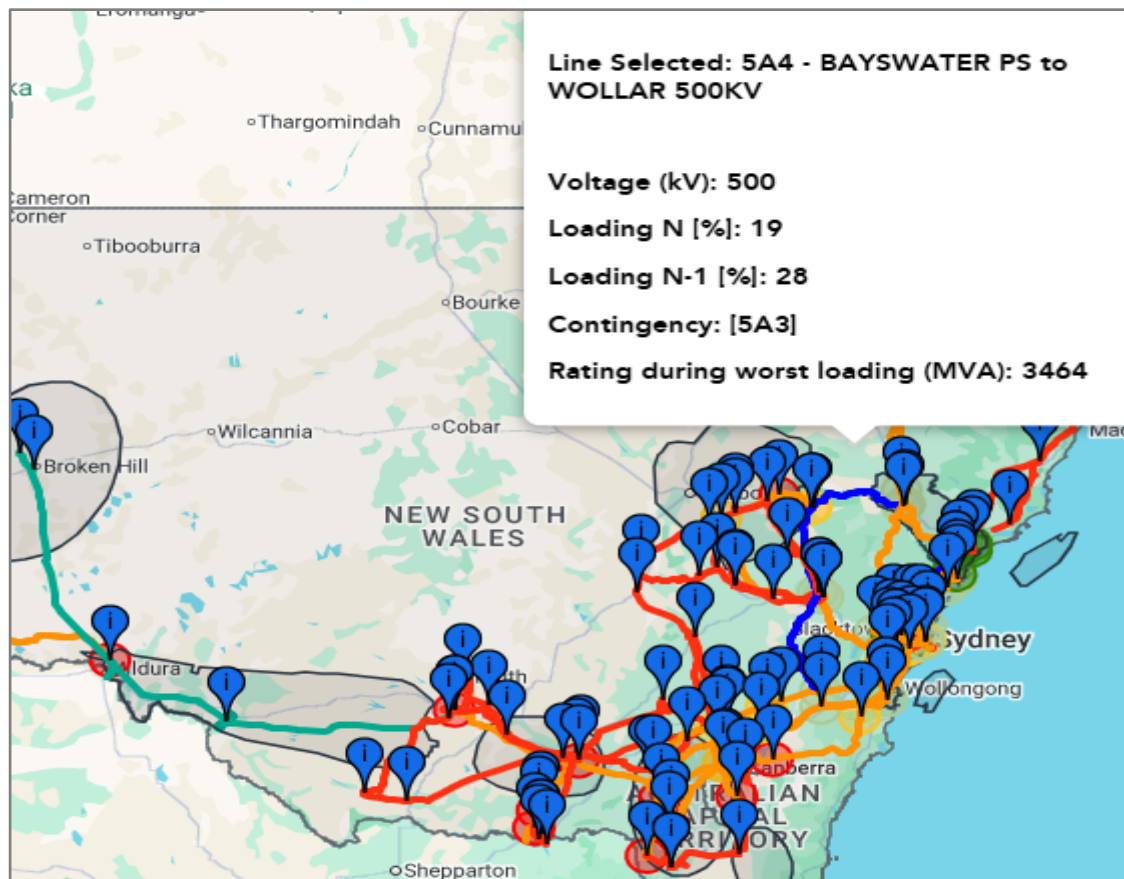 Line Selected: 5A4 - BAYSWATER PS to
WOLLAR 500KV
Voltage (kV): 500
Loading N [%]: 19
Loading N-1 [%]: 28
Contingency: [5A3]
Rating during worst loading (MVA): 3464
Thargomindah
Cunnamu
Cameron
Corner
Tibooburra
Bourke
Wilcannia
Cobar
Broken Hill
NEW SOUTH
WALES
Sydney
ldura
Wollongong
Canberra
Shepparton